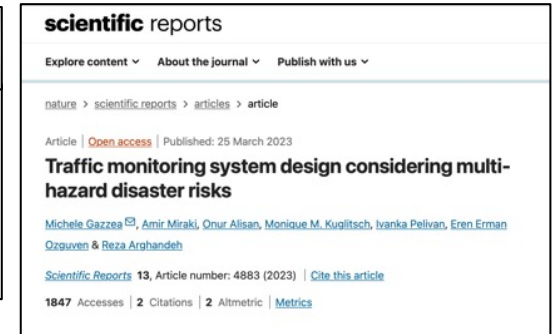 scientific reports
Explore content About the journal Publish with us
nature > scientific reports > articles > article
Article | Open access | Published: 25 March 2023
Traffic monitoring system design considering multi-
hazard disaster risks
Michele Gazzea, Amir Miraki, Onur Alisan, Monique M. Kuglitsch, Ivanka Pelivan, Eren Erman
Ozguven & Reza Arghandeh
Scientific Reports 13, Article number: 4883 (2023) | Cite this article
1847 Accesses | 2 Citations | 2 Altmetric | Metrics